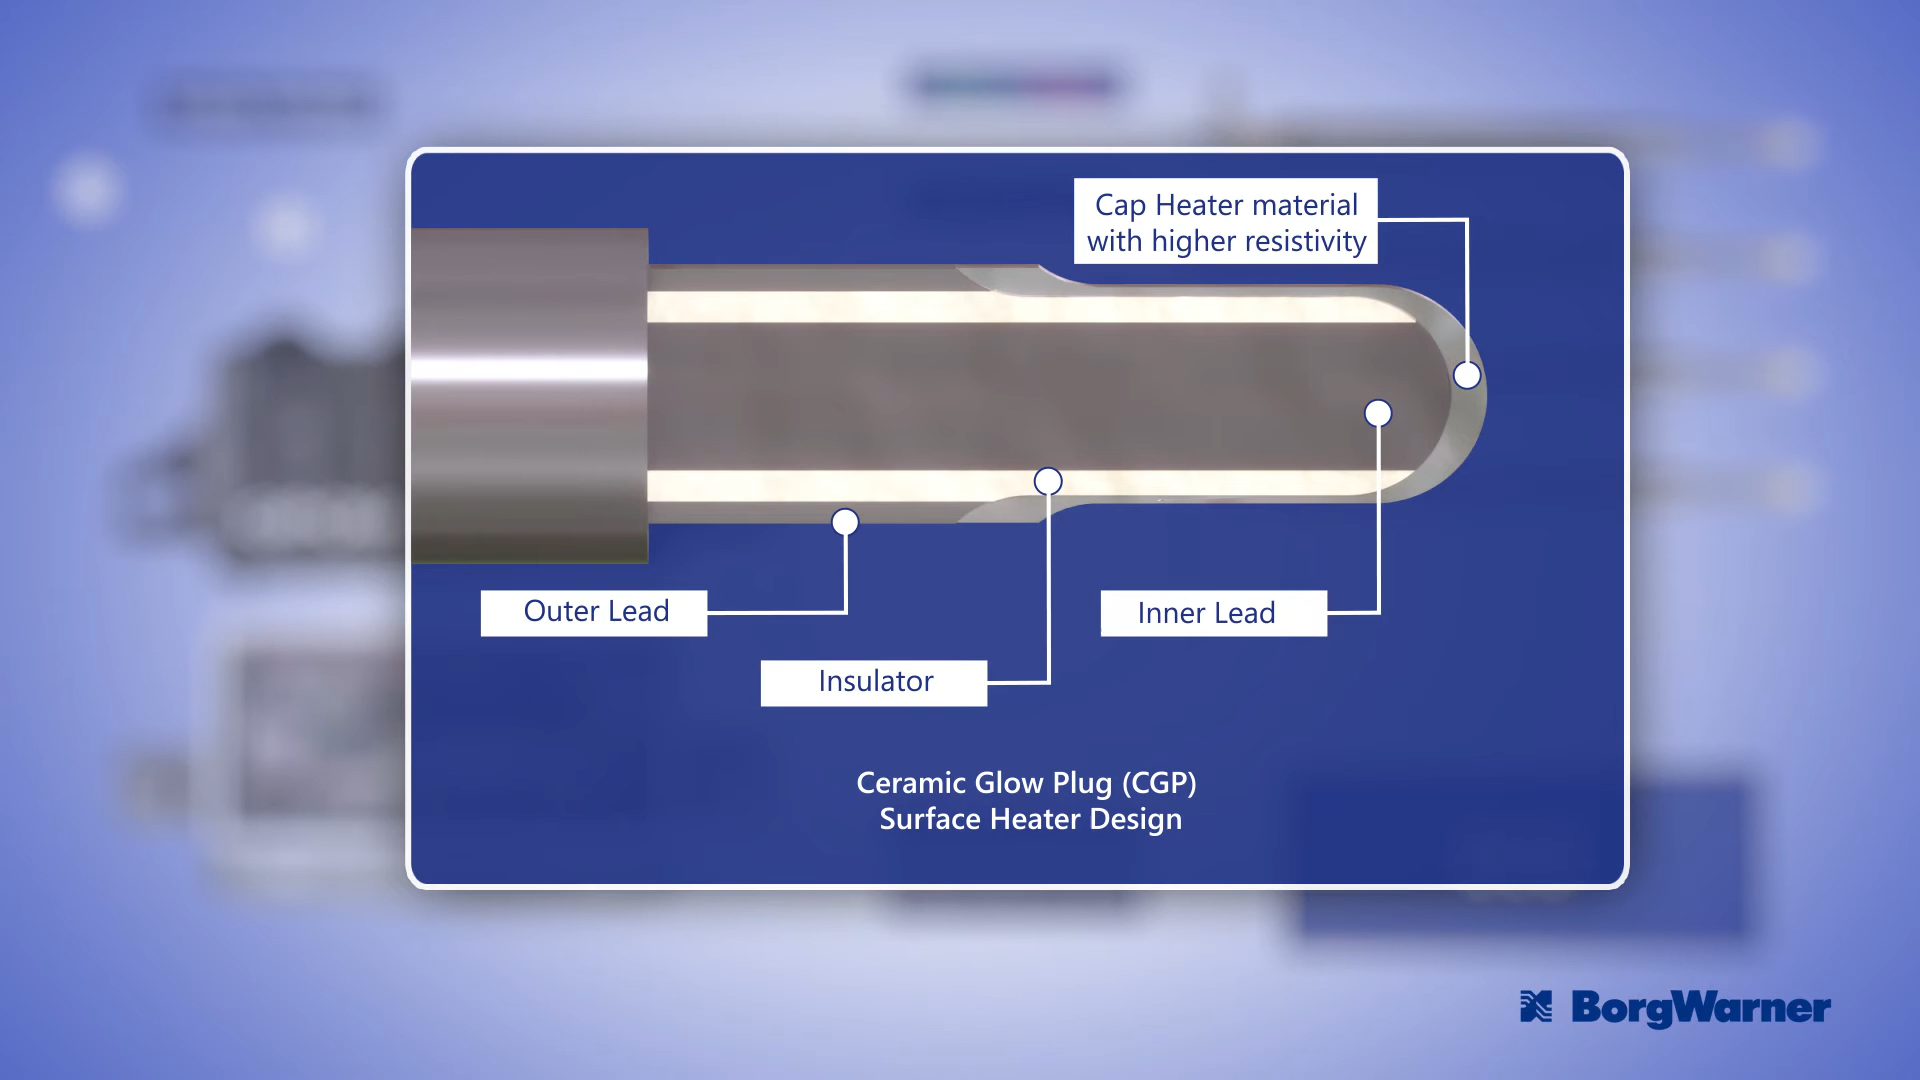 Cap Heater material
with higher resistivity
Outer Lead
Inner Lead
Insulator
Ceramic Glow Plug (CGP)
Surface Heater Design
BorgWarner